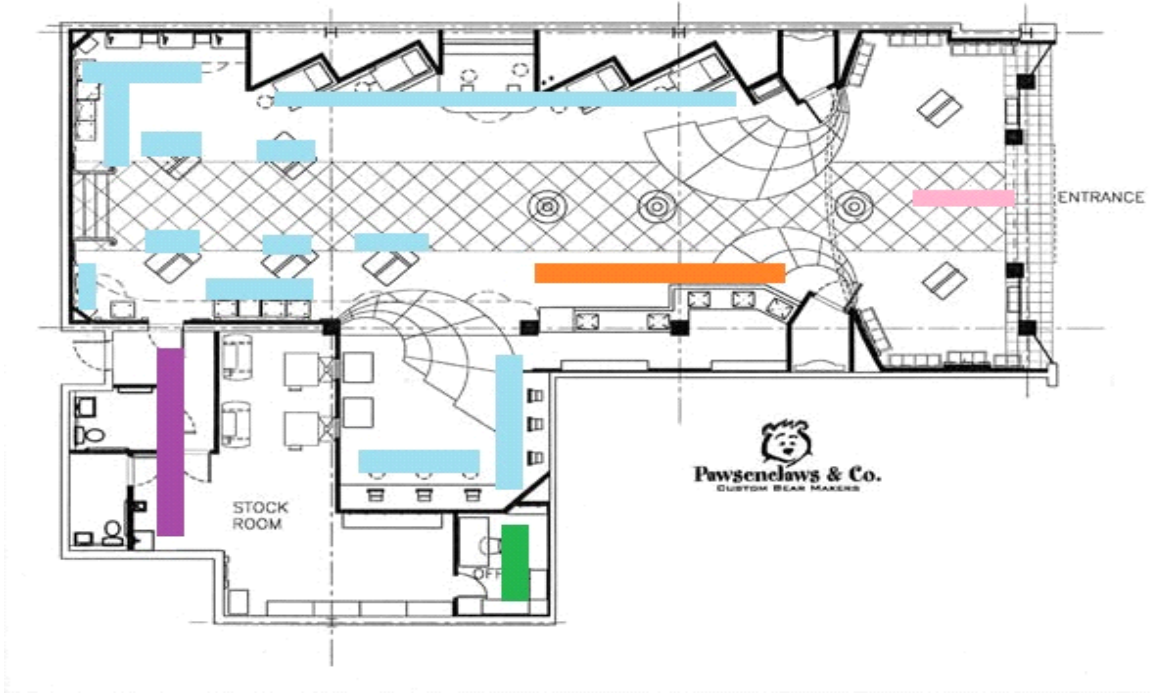 ENTRANCE
Pawsenclaws & Co.
CUSTOM BEAR MAKERS
STOCK
ROOM
OFF